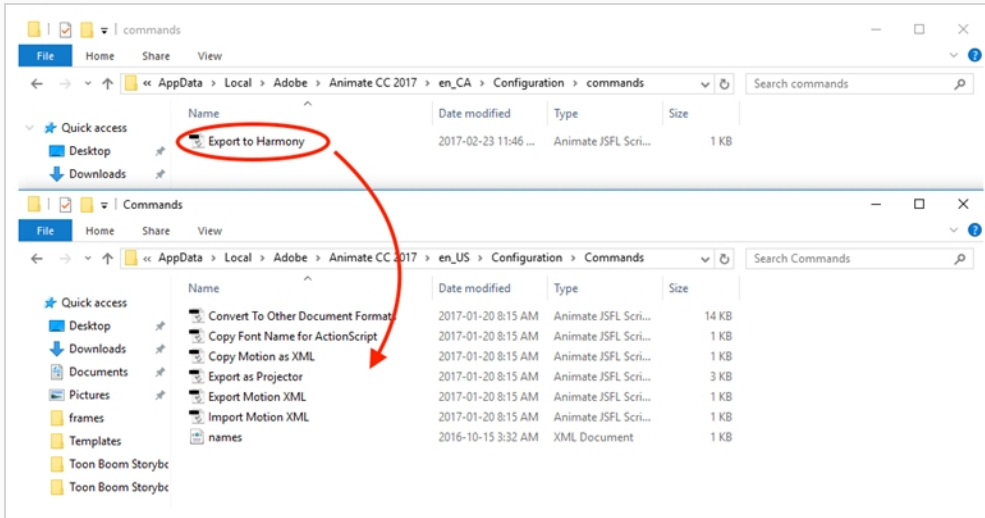 commands
File Home Share View
« AppData › Local › Adobe › Animate CC 2017 › en_CA › Configuration › commands
Search commands
Name Date modified Type Size
Quick access
Export to Harmony 2017-02-23 11:46 ... Animate JSFL Scri... 1 KB
Desktop
Downloads
Commands
File Home Share View
« AppData › Local › Adobe › Animate CC 2017 › en_US › Configuration › Commands
Search Commands
Name Date modified Type Size
Quick access
Convert To Other Document Formats 2017-01-20 8:15 AM Animate JSFL Scri... 14 KB
Desktop
Copy Font Name for ActionScript 2017-01-20 8:15 AM Animate JSFL Scri... 1 KB
Downloads
Copy Motion as XML 2017-01-20 8:15 AM Animate JSFL Scri... 1 KB
Documents
Export as Projector 2017-01-20 8:15 AM Animate JSFL Scri... 3 KB
Pictures
Export Motion XML 2017-01-20 8:15 AM Animate JSFL Scri... 1 KB
frames
Import Motion XML 2017-01-20 8:15 AM Animate JSFL Scri... 1 KB
Templates
names 2016-10-15 3:32 AM XML Document 1 KB
Toon Boom Storybo
Toon Boom Storybo